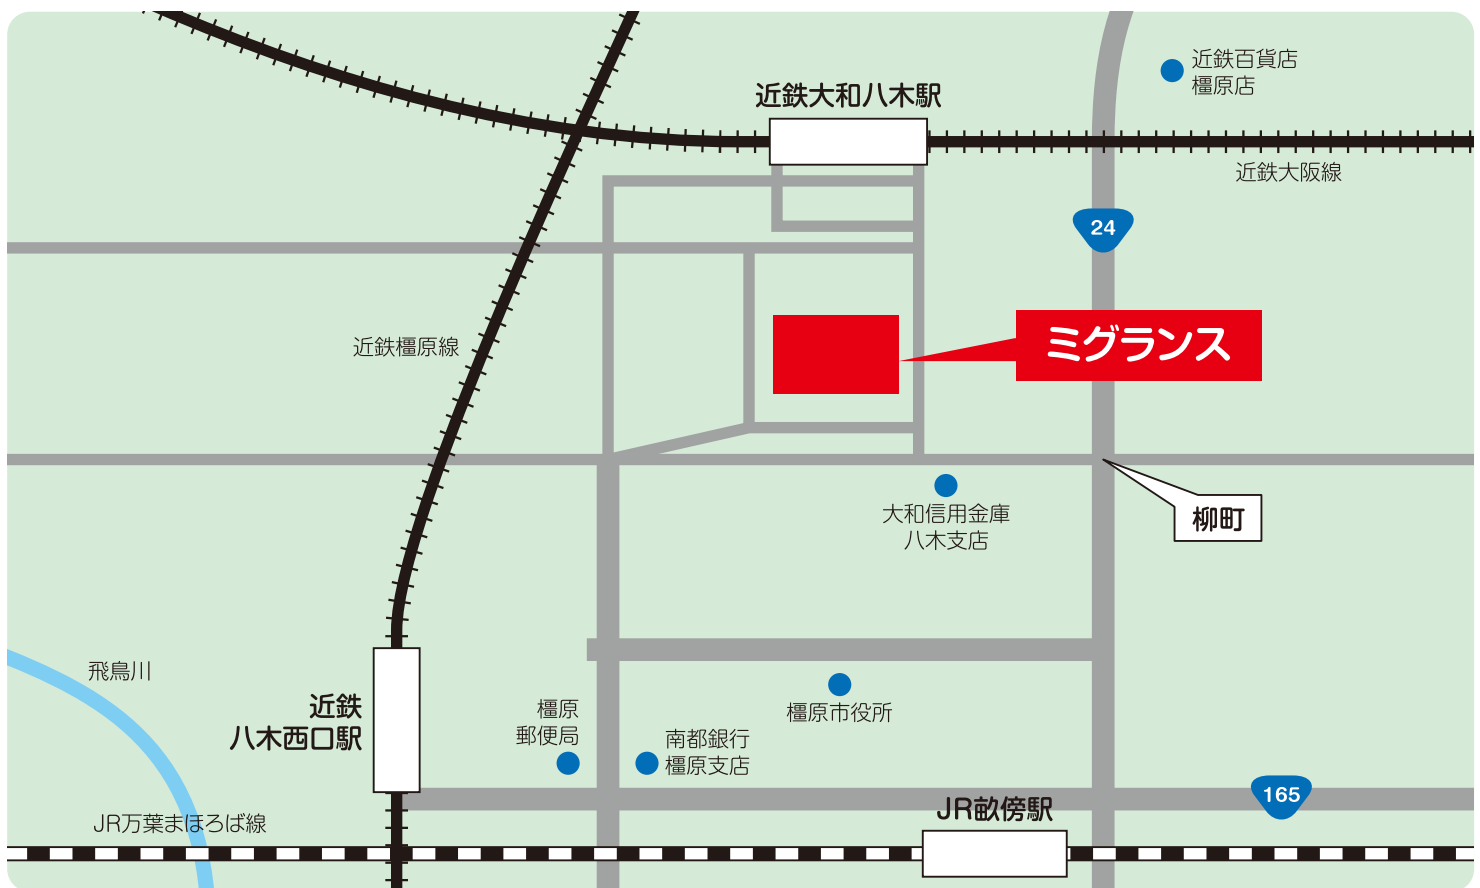 近鉄百貨店
橿原店
近鉄大和八木駅
近鉄大阪線
24
ミグランス
近鉄橿原線
大和信用金庫
八木支店
柳町
飛鳥川
橿原市役所
近鉄
八木西口駅
橿原
郵便局
南都銀行
橿原支店
165
JR畝傍駅
JR万葉まほろば線